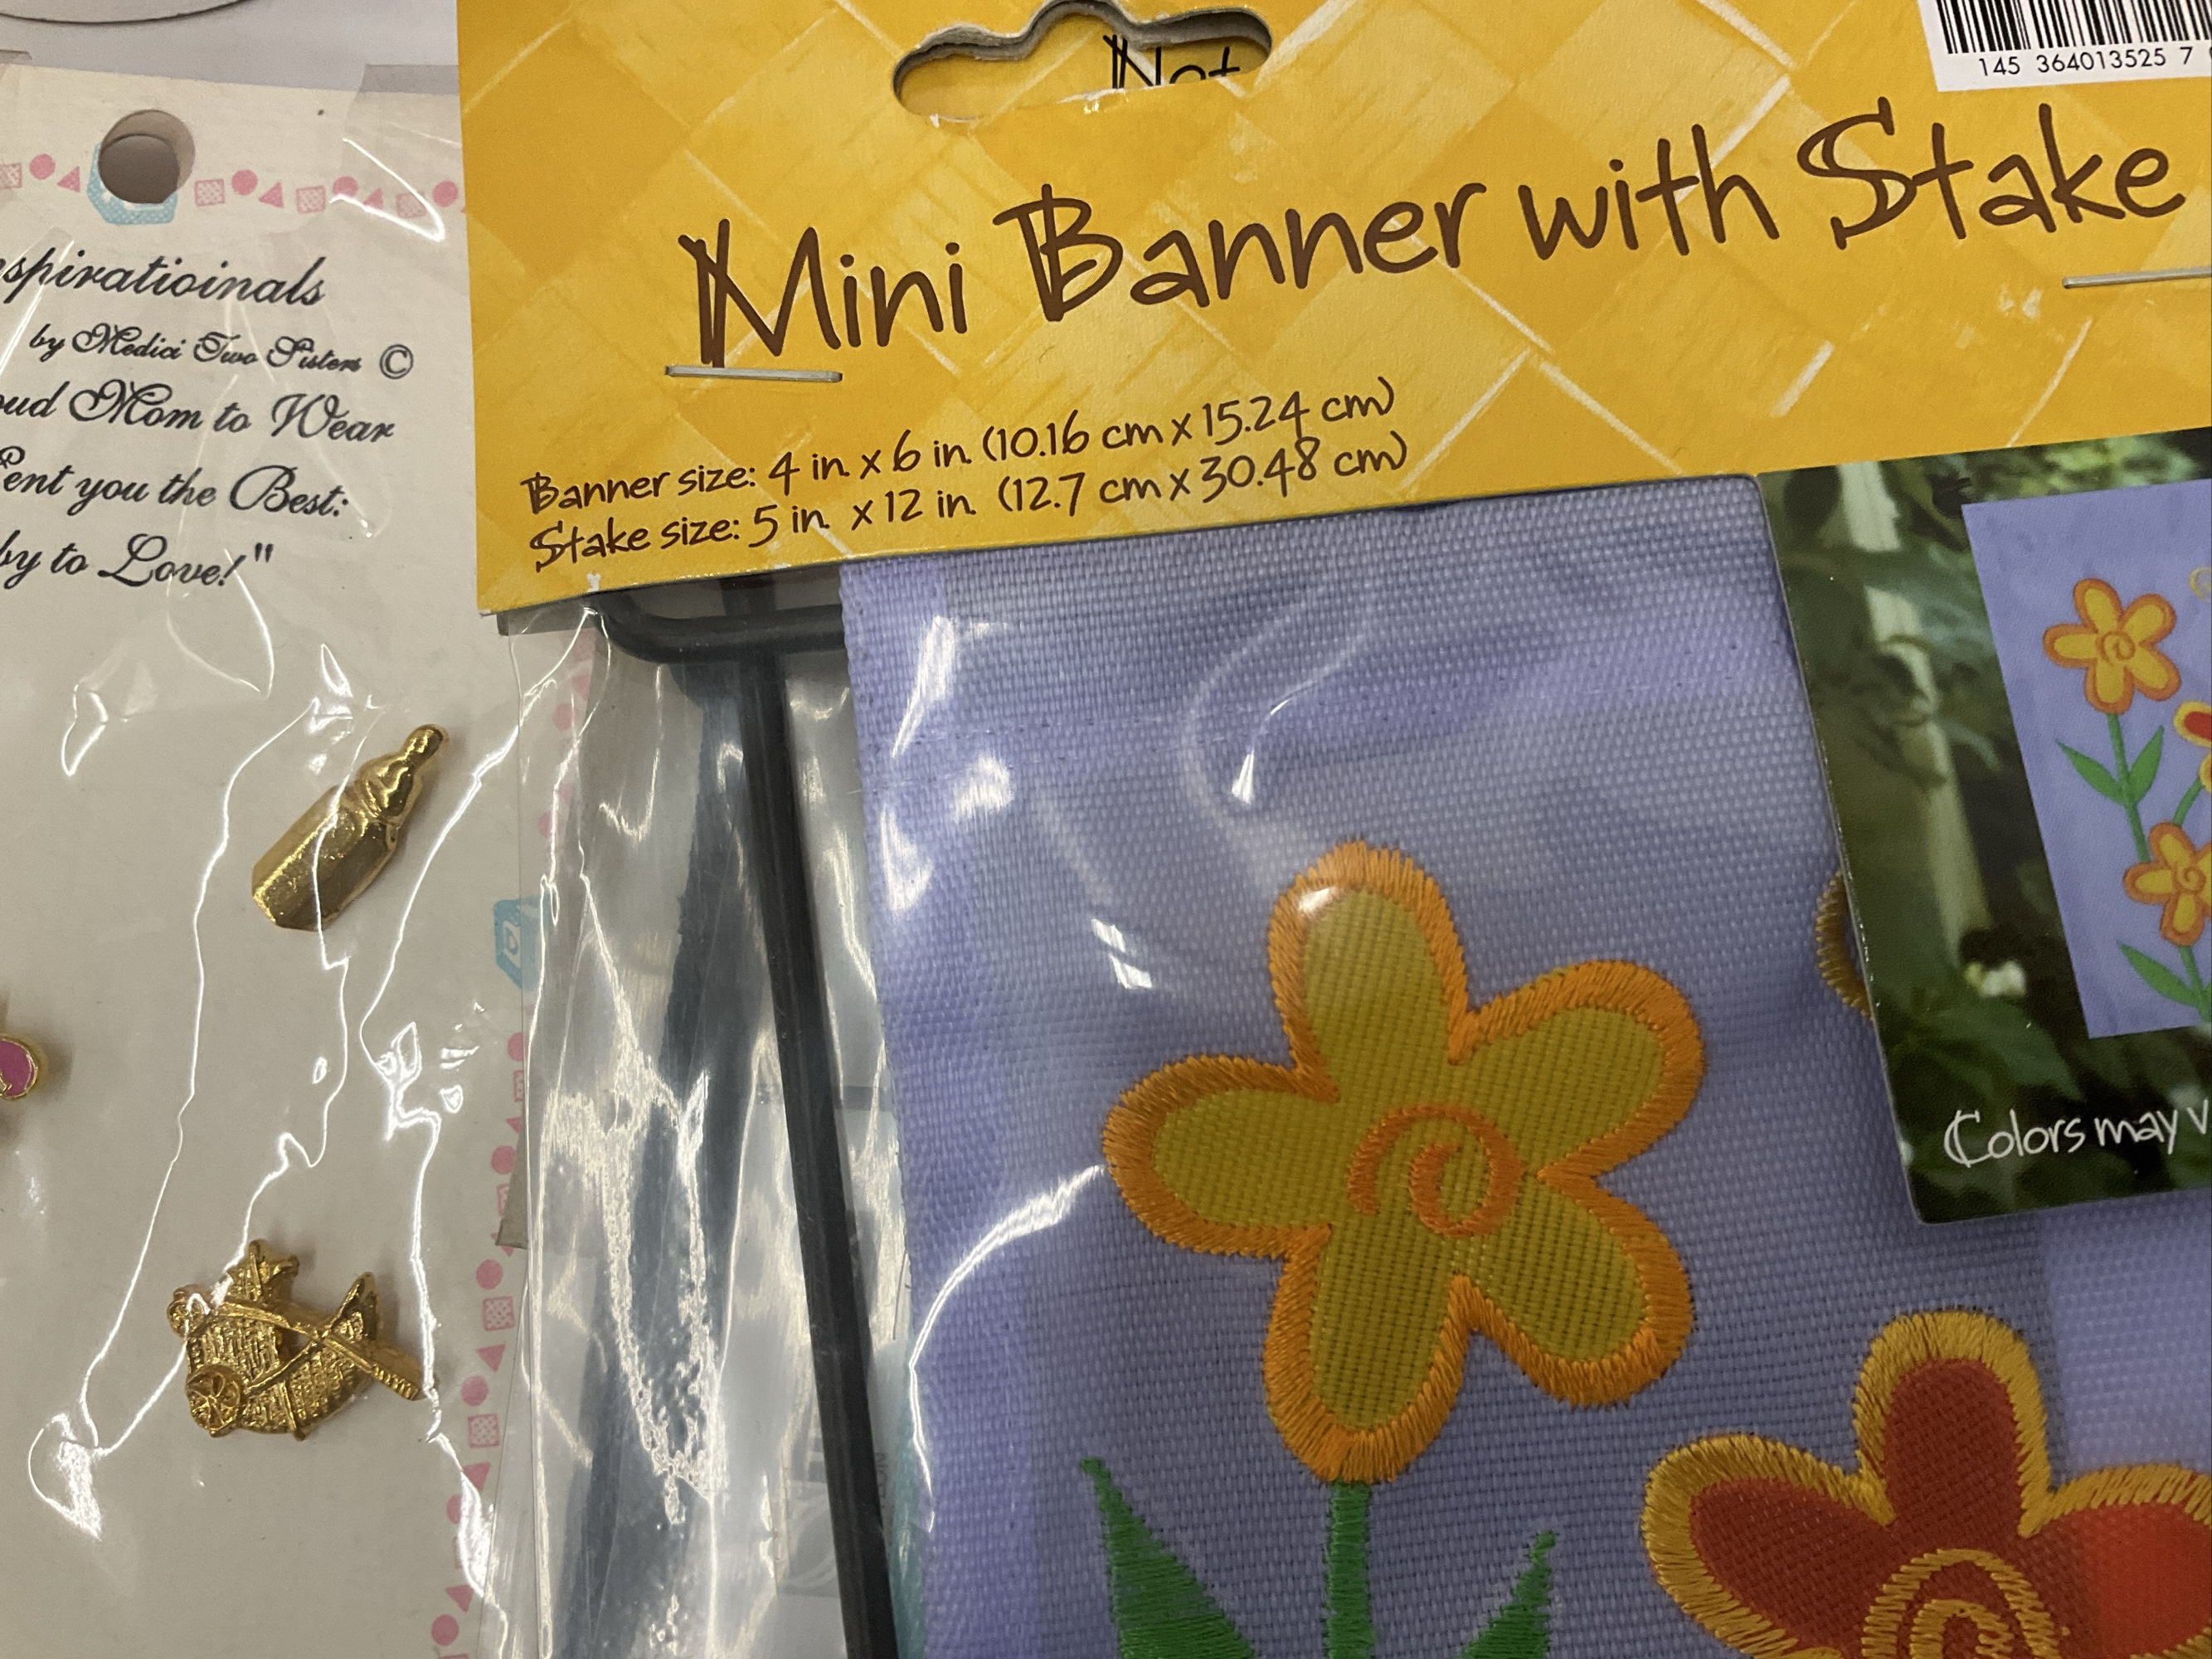 spiratioinals
by Medici Two Sisters ©
oud Mom to Wear
ent you the Best:
by to Love!"
Not
145 364013525 7
Mini Banner with Stake
Banner size: 4 in. x 6 in. (10.16 cm x 15.24 cm)
Stake size: 5 in. x 12 in. (12.7 cm x 30.48 cm)
Colors may v